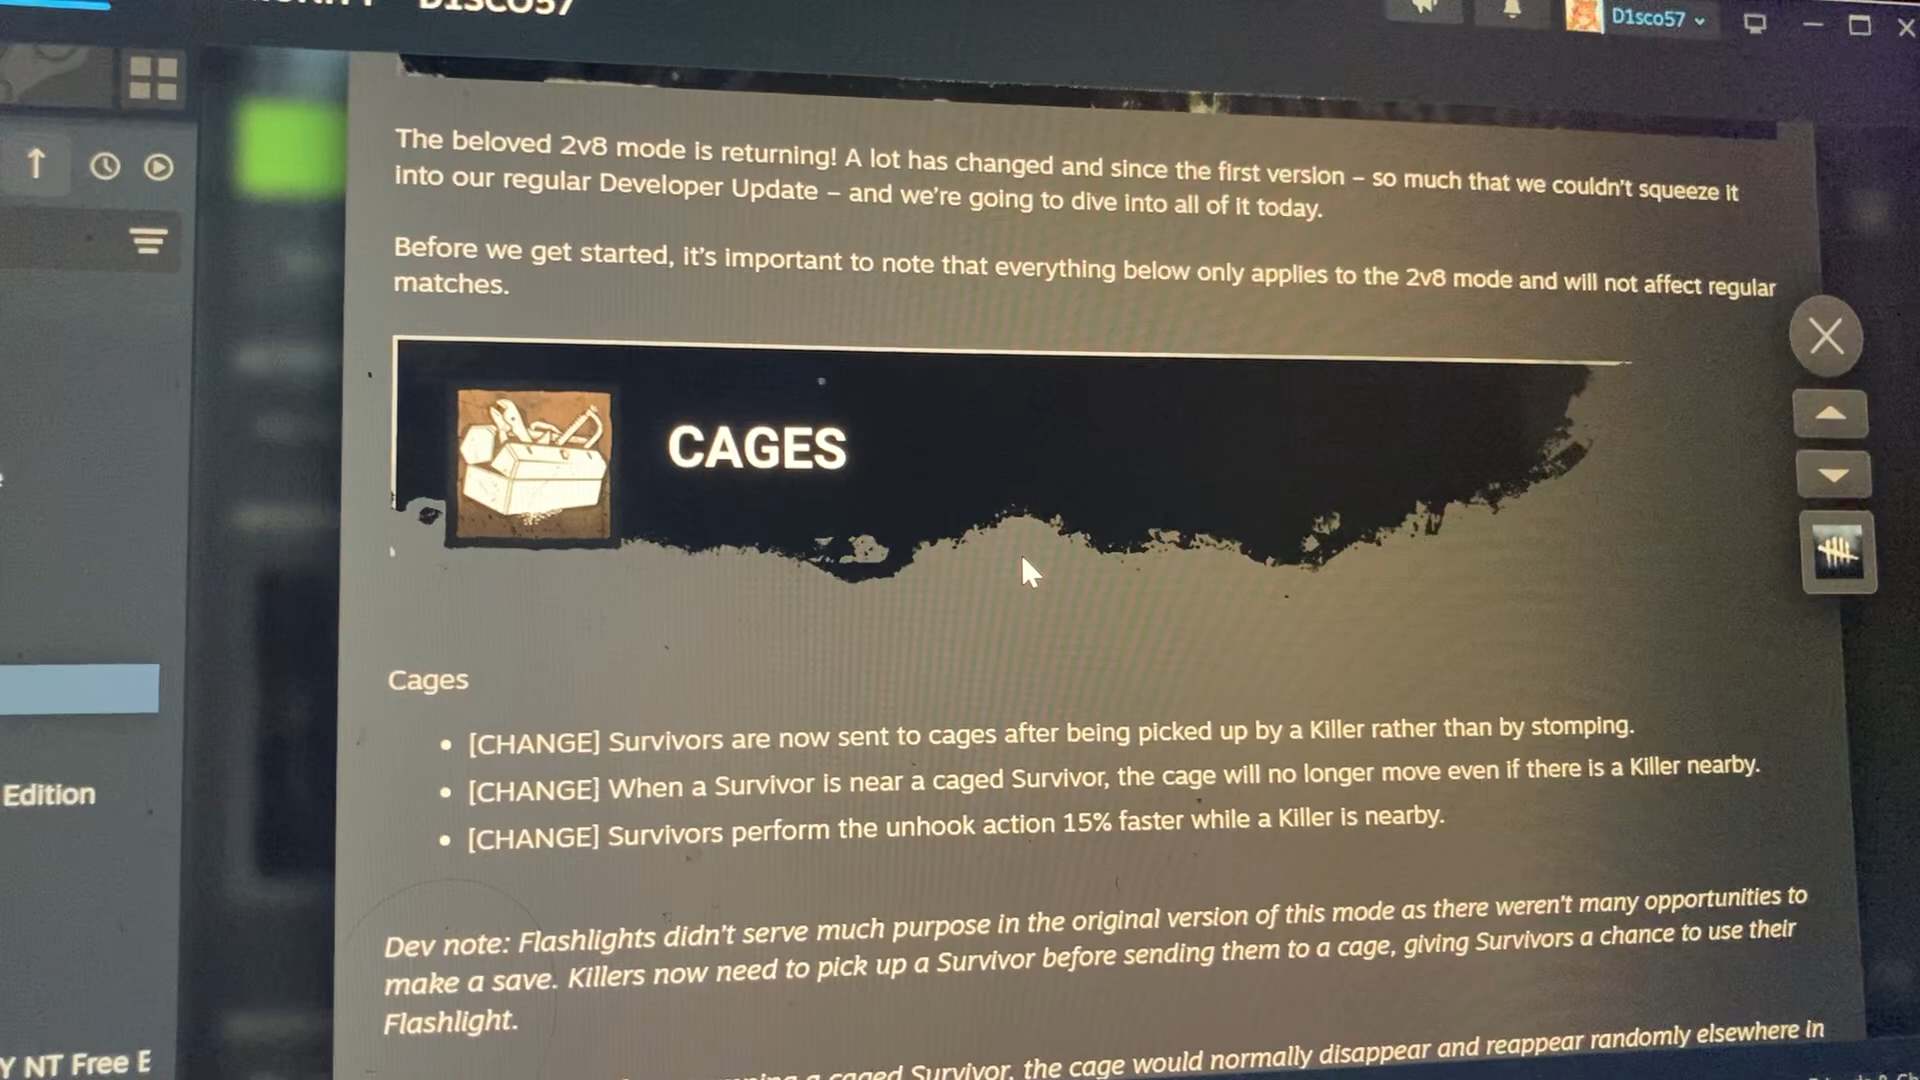 D1SCO57
D1sco57
The beloved 2v8 mode is returning! A lot has changed and since the first version – so much that we couldn't squeeze it
into our regular Developer Update – and we're going to dive into all of it today.
Before we get started, it's important to note that everything below only applies to the 2v8 mode and will not affect regular
matches.
CAGES
Cages
• [CHANGE] Survivors are now sent to cages after being picked up by a Killer rather than by stomping.
• [CHANGE] When a Survivor is near a caged Survivor, the cage will no longer move even if there is a Killer nearby.
• [CHANGE] Survivors perform the unhook action 15% faster while a Killer is nearby.
Dev note: Flashlights didn't serve much purpose in the original version of this mode as there weren't many opportunities to
make a save. Killers now need to pick up a Survivor before sending them to a cage, giving Survivors a chance to use their
Flashlight.
a caged Survivor, the cage would normally disappear and reappear randomly elsewhere in
Edition
Y NT Free E